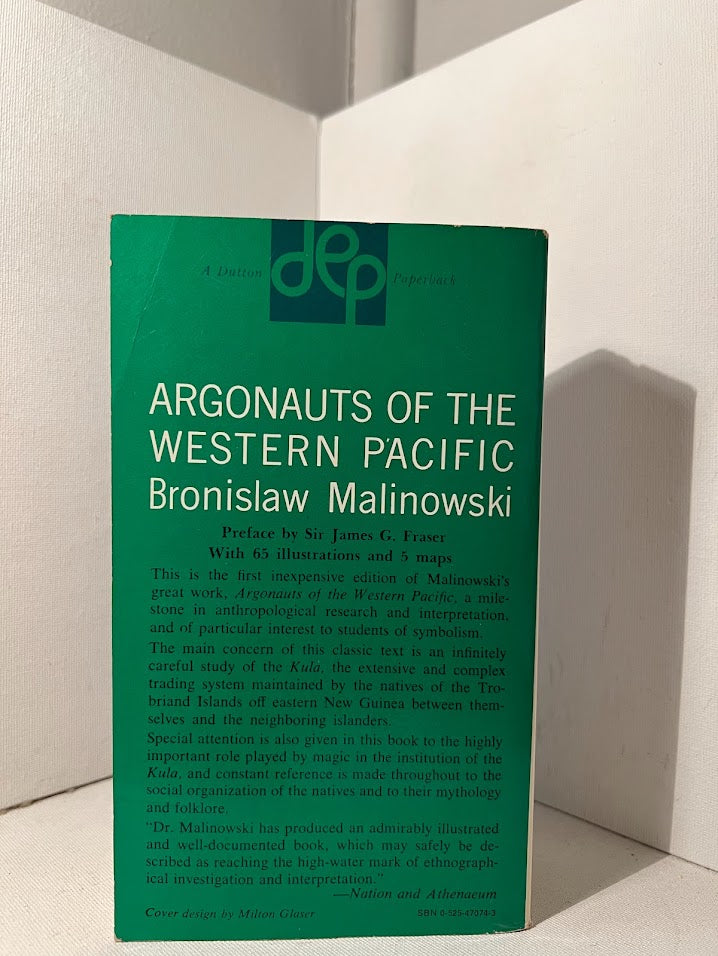 A Dutton dep Paperback
ARGONAUTS OF THE
WESTERN PACIFIC
Bronislaw Malinowski
Preface by Sir James G. Fraser
With 65 illustrations and 5 maps
This is the first inexpensive edition of Malinowski's
great work, Argonauts of the Western Pacific, a mile-
stone in anthropological research and interpretation,
and of particular interest to students of symbolism.
The main concern of this classic text is an infinitely
careful study of the Kula, the extensive and complex
trading system maintained by the natives of the Tro-
briand Islands off eastern New Guinea between them-
selves and the neighboring islanders.
Special attention is also given in this book to the highly
important role played by magic in the institution of the
Kula, and constant reference is made throughout to the
social organization of the natives and to their mythology
and folklore.
"Dr. Malinowski has produced an admirably illustrated
and well-documented book, which may safely be de-
scribed as reaching the high-water mark of ethnograph-
ical investigation and interpretation."
—Nation and Athenaeum
Cover design by Milton Glaser
SBN 0-525-47074-3